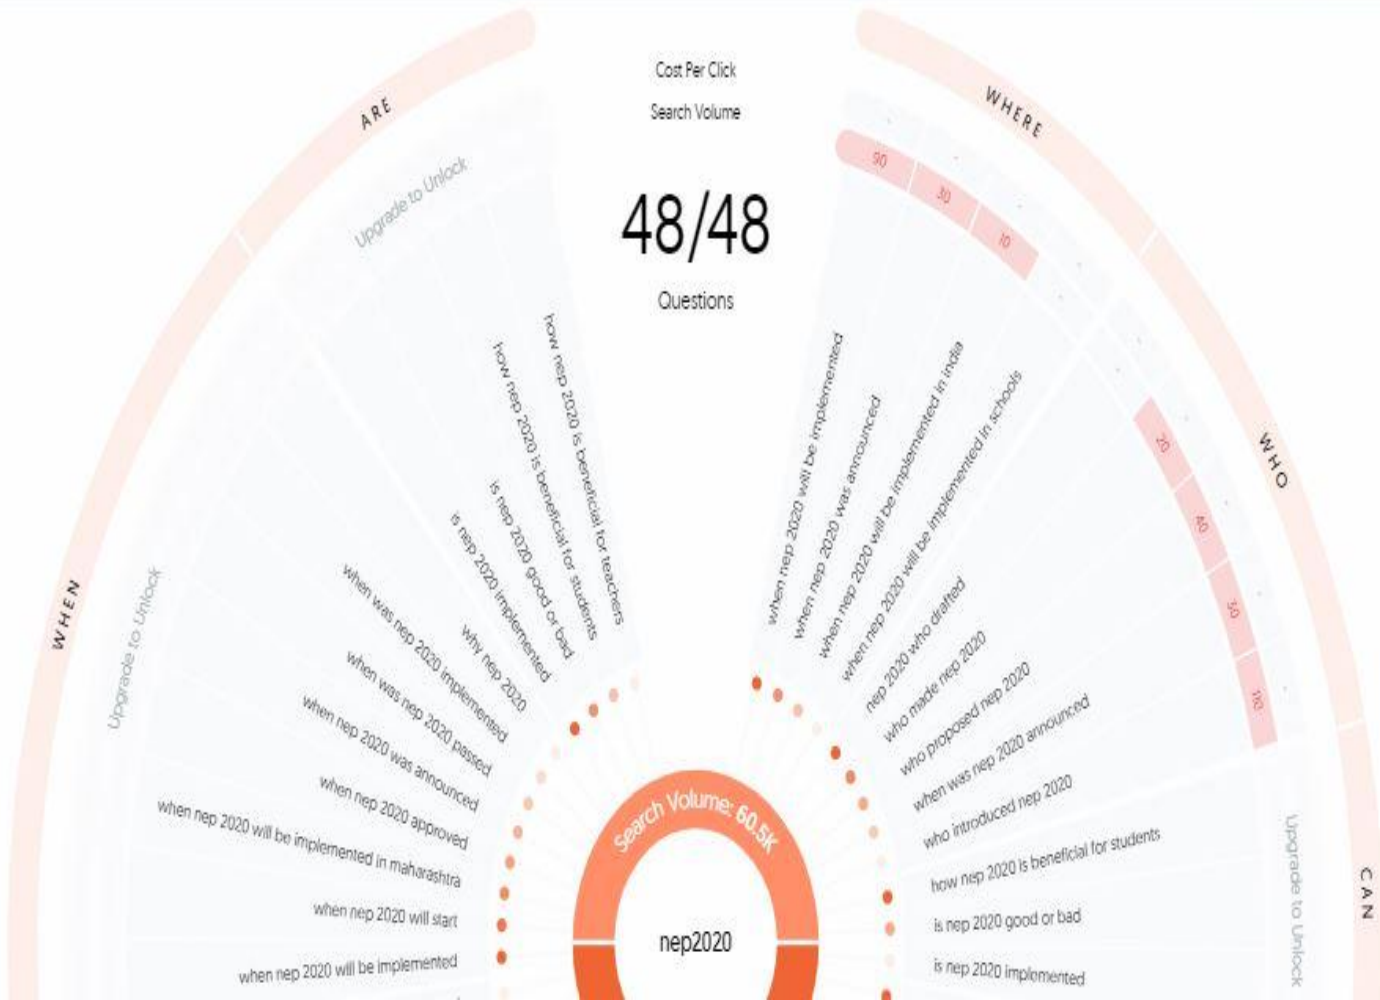 Cost Per Click
Search Volume
48/48
Questions
ARE
WHERE
WHO
CAN
WHEN
Upgrade to Unlock
Upgrade to Unlock
Upgrade to Unlock
90
30
10
20
40
50
110
when nep 2020 will be implemented
when nep 2020 was announced
when nep 2020 will be implemented in india
when nep 2020 will be implemented in schools
nep 2020 who drafted
who made nep 2020
who proposed nep 2020
when was nep 2020 announced
who introduced nep 2020
how nep 2020 is beneficial for students
is nep 2020 good or bad
is nep 2020 implemented
how nep 2020 is beneficial for teachers
how nep 2020 is beneficial for students
is nep 2020 good or bad
is nep 2020 implemented
why nep 2020
when was nep 2020 implemented
when was nep 2020 passed
when nep 2020 was announced
when nep 2020 approved
when nep 2020 will be implemented in maharashtra
when nep 2020 will start
when nep 2020 will be implemented
Search Volume: 60.5K
nep2020